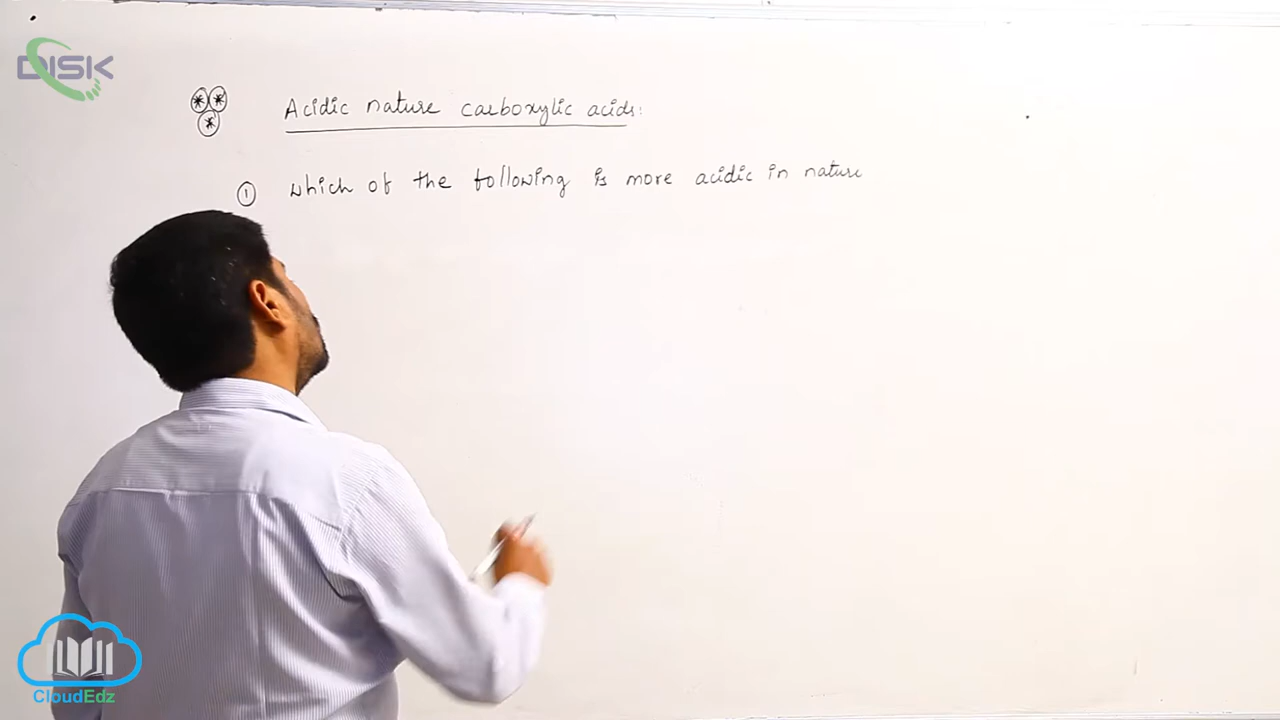 DISK
Acidic nature carboxylic acids:
① which of the following is more acidic in nature
CloudEdz